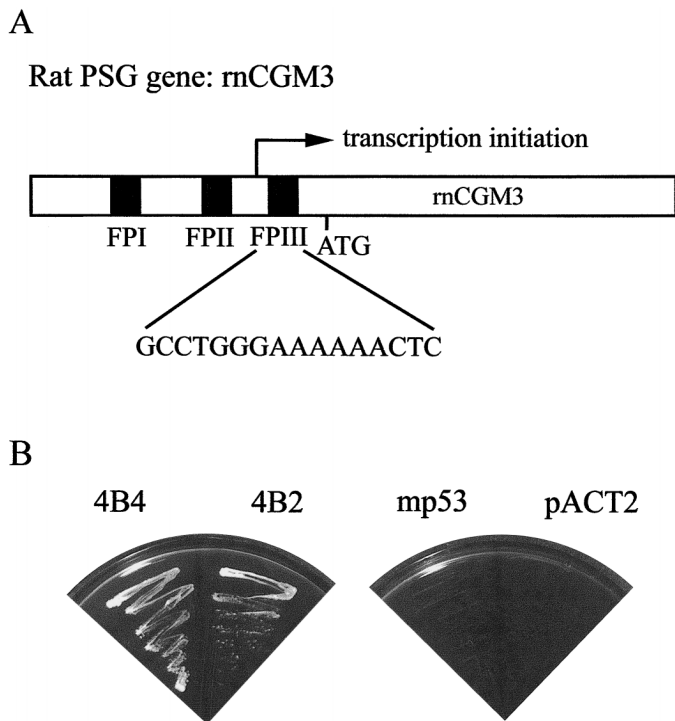 A
Rat PSG gene: rnCGM3
transcription initiation
rnCGM3
FPI FPII FPIII ATG
GCCTGGGAAAAAACTC
B
4B4 4B2 mp53 pACT2